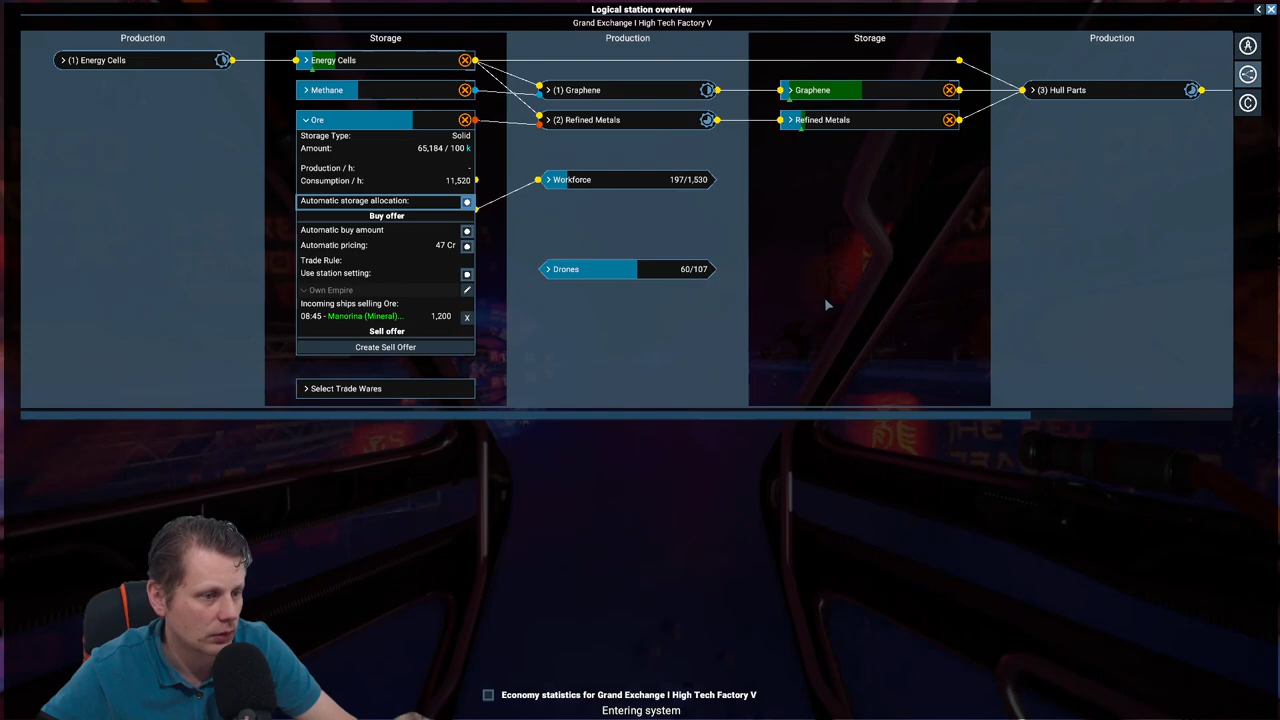 Logical station overview
Grand Exchange I High Tech Factory V
Production
Storage
Production
Storage
Production
(1) Energy Cells
Energy Cells
Methane
(1) Graphene
Graphene
(3) Hull Parts
Ore
(2) Refined Metals
Refined Metals
Storage Type: Solid
Amount: 65,184 / 100 k
Production / h: -
Consumption / h: 11,520
Automatic storage allocation:
Buy offer
Automatic buy amount
Automatic pricing: 47 Cr
Trade Rule:
Use station setting:
Own Empire
Incoming ships selling Ore:
08:45 - Manorina (Mineral)... 1,200 X
Sell offer
Create Sell Offer
Select Trade Wares
Workforce 197/1,530
Drones 60/107
Economy statistics for Grand Exchange I High Tech Factory V
Entering system